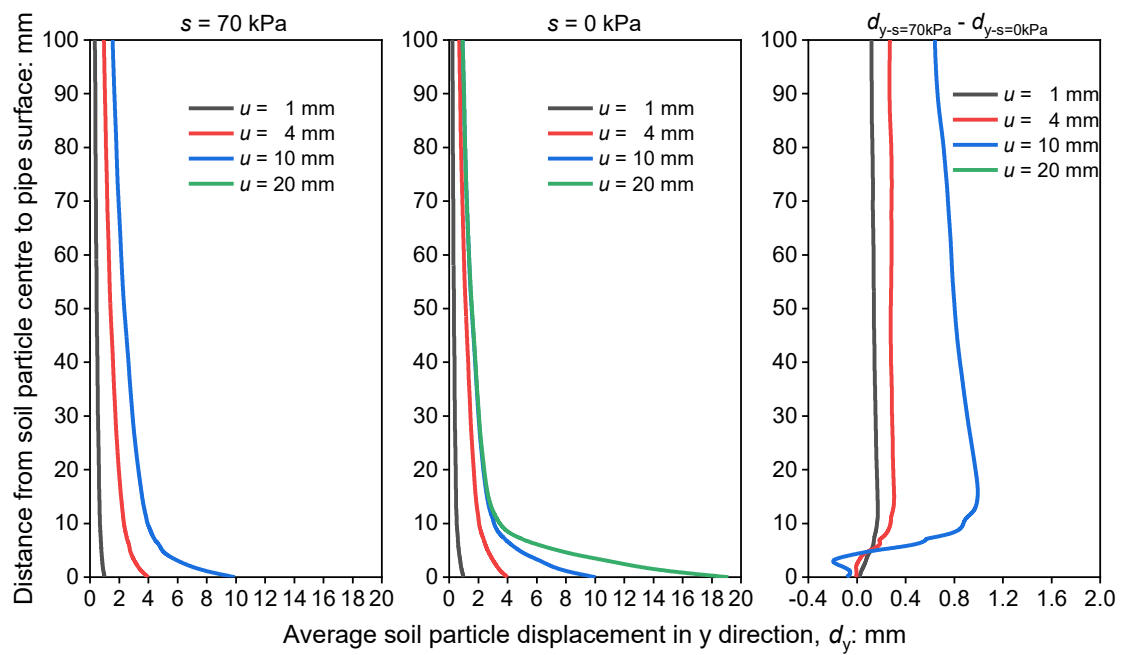 Distance from soil particle centre to pipe surface: mm
s = 70 kPa
100
90
80
70
60
50
40
30
20
10
0
u = 1 mm
u = 4 mm
u = 10 mm
u = 20 mm
0 2 4 6 8 10 12 14 16 18 20
s = 0 kPa
100
90
80
70
60
50
40
30
20
10
0
u = 1 mm
u = 4 mm
u = 10 mm
u = 20 mm
0 2 4 6 8 10 12 14 16 18 20
dy-s=70kPa - dy-s=0kPa
100
90
80
70
60
50
40
30
20
10
0
u = 1 mm
u = 4 mm
u = 10 mm
u = 20 mm
-0.4 0.0 0.4 0.8 1.2 1.6 2.0
Average soil particle displacement in y direction, dy: mm